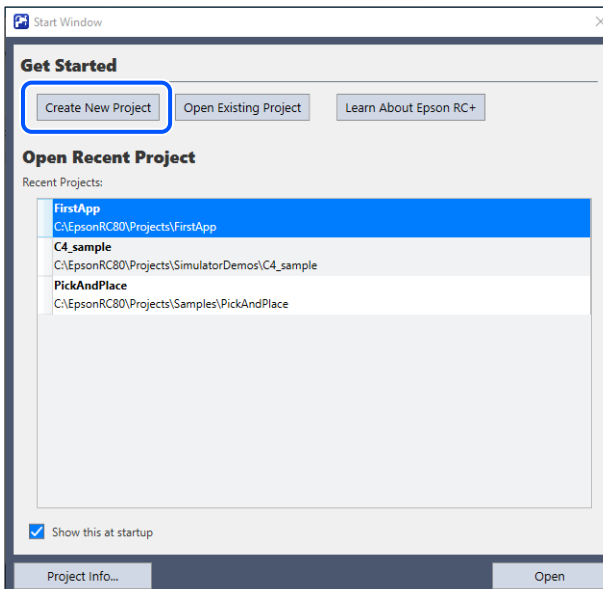 Start Window
Get Started
Create New Project Open Existing Project Learn About Epson RC+
Open Recent Project
Recent Projects:
FirstApp
C:\EpsonRC80\Projects\FirstApp
C4_sample
C:\EpsonRC80\Projects\SimulatorDemos\C4_sample
PickAndPlace
C:\EpsonRC80\Projects\Samples\PickAndPlace
Show this at startup
Project Info... Open